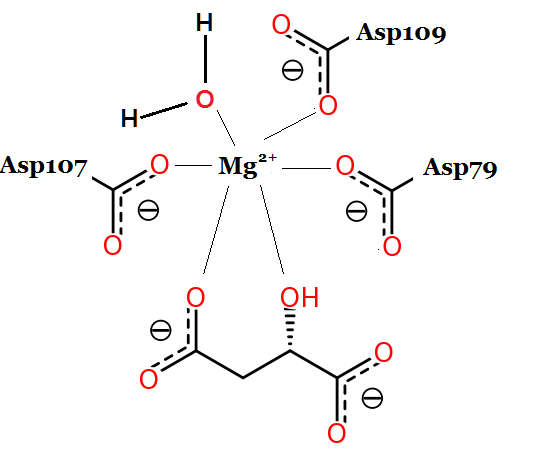 H
O
Asp109
⊖
H
O
O
Asp107
O
Mg²⁺
O
Asp79
⊖
⊖
O
O
O
OH
⊖
O
O
⊖
O